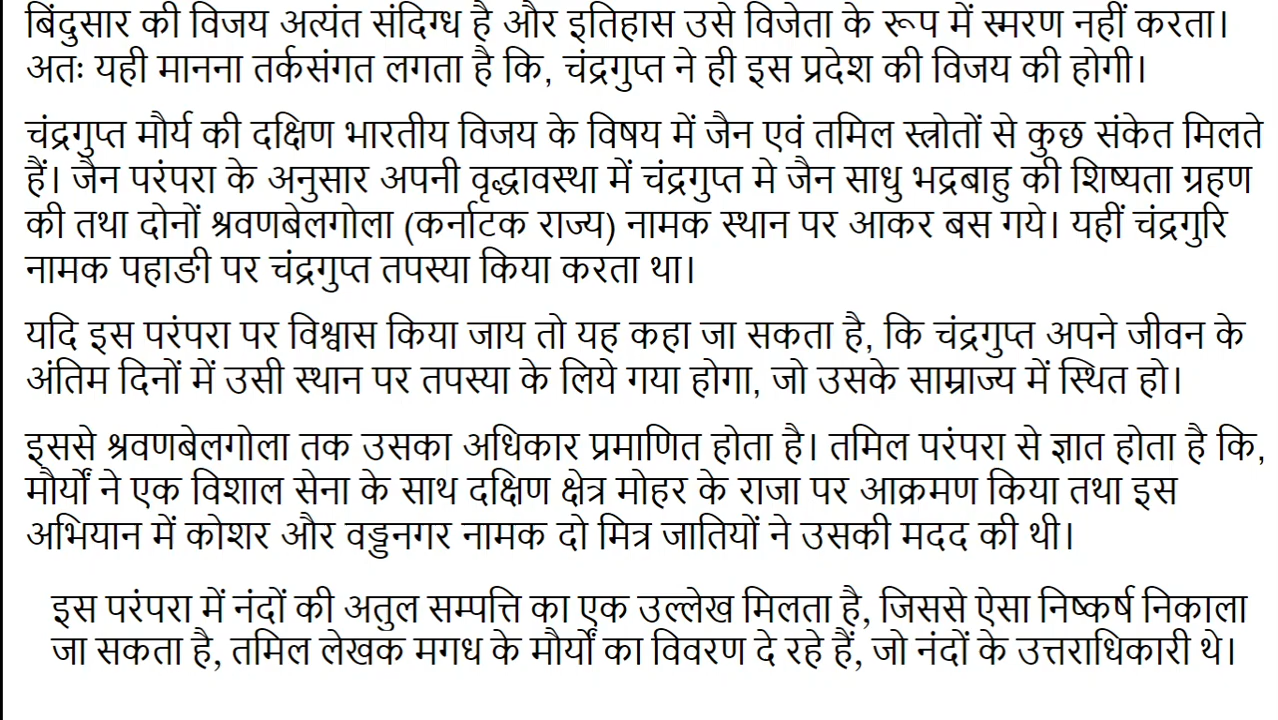 बिंदुसार की विजय अत्यंत संदिग्ध है और इतिहास उसे विजेता के रूप में स्मरण नहीं करता।
अतः यही मानना तर्कसंगत लगता है कि, चंद्रगुप्त ने ही इस प्रदेश की विजय की होगी।
चंद्रगुप्त मौर्य की दक्षिण भारतीय विजय के विषय में जैन एवं तमिल स्त्रोतों से कुछ संकेत मिलते
हैं। जैन परंपरा के अनुसार अपनी वृद्धावस्था में चंद्रगुप्त मे जैन साधु भद्रबाहु की शिष्यता ग्रहण
की तथा दोनों श्रवणबेलगोला (कर्नाटक राज्य) नामक स्थान पर आकर बस गये। यहीं चंद्रगुरि
नामक पहाङी पर चंद्रगुप्त तपस्या किया करता था।
यदि इस परंपरा पर विश्वास किया जाय तो यह कहा जा सकता है, कि चंद्रगुप्त अपने जीवन के
अंतिम दिनों में उसी स्थान पर तपस्या के लिये गया होगा, जो उसके साम्राज्य में स्थित हो।
इससे श्रवणबेलगोला तक उसका अधिकार प्रमाणित होता है। तमिल परंपरा से ज्ञात होता है कि,
मौर्यों ने एक विशाल सेना के साथ दक्षिण क्षेत्र मोहर के राजा पर आक्रमण किया तथा इस
अभियान में कोशर और वड्डनगर नामक दो मित्र जातियों ने उसकी मदद की थी।
इस परंपरा में नंदों की अतुल सम्पत्ति का एक उल्लेख मिलता है, जिससे ऐसा निष्कर्ष निकाला
जा सकता है, तमिल लेखक मगध के मौर्यों का विवरण दे रहे हैं, जो नंदों के उत्तराधिकारी थे।